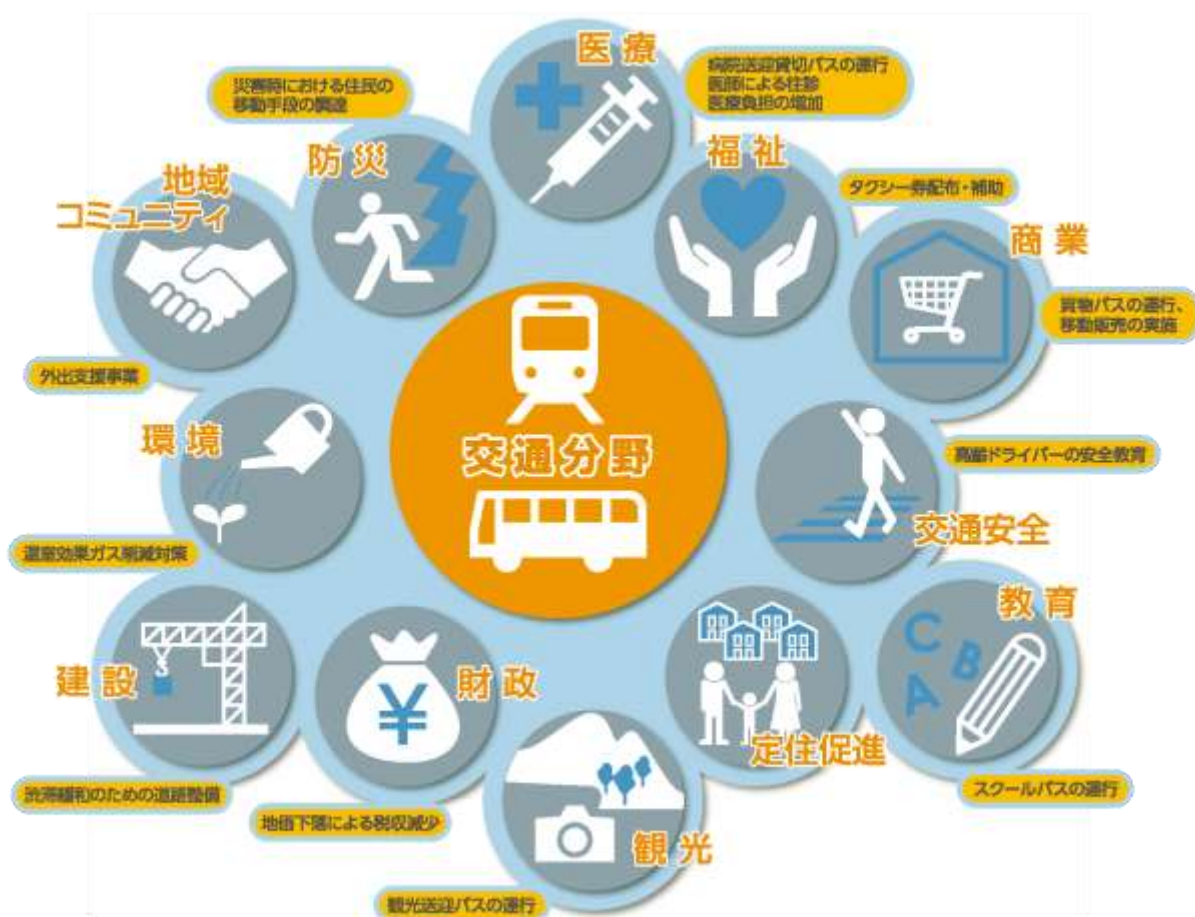 医療
病院送迎貸切バスの運行
医師による往診
医療負担の増加
災害時における住民の
移動手段の調達
防災
福祉
タクシー券配布・補助
地域
コミュニティ
商業
貨物バスの運行、
移動販売の実施
外出支援事業
環境
交通分野
高齢ドライバーの安全教育
交通安全
温室効果ガス削減対策
教育
建設
財政
定住促進
スクールバスの運行
渋滞緩和のための道路整備
地価下落による税収減少
観光
観光送迎バスの運行
C
B
A
¥